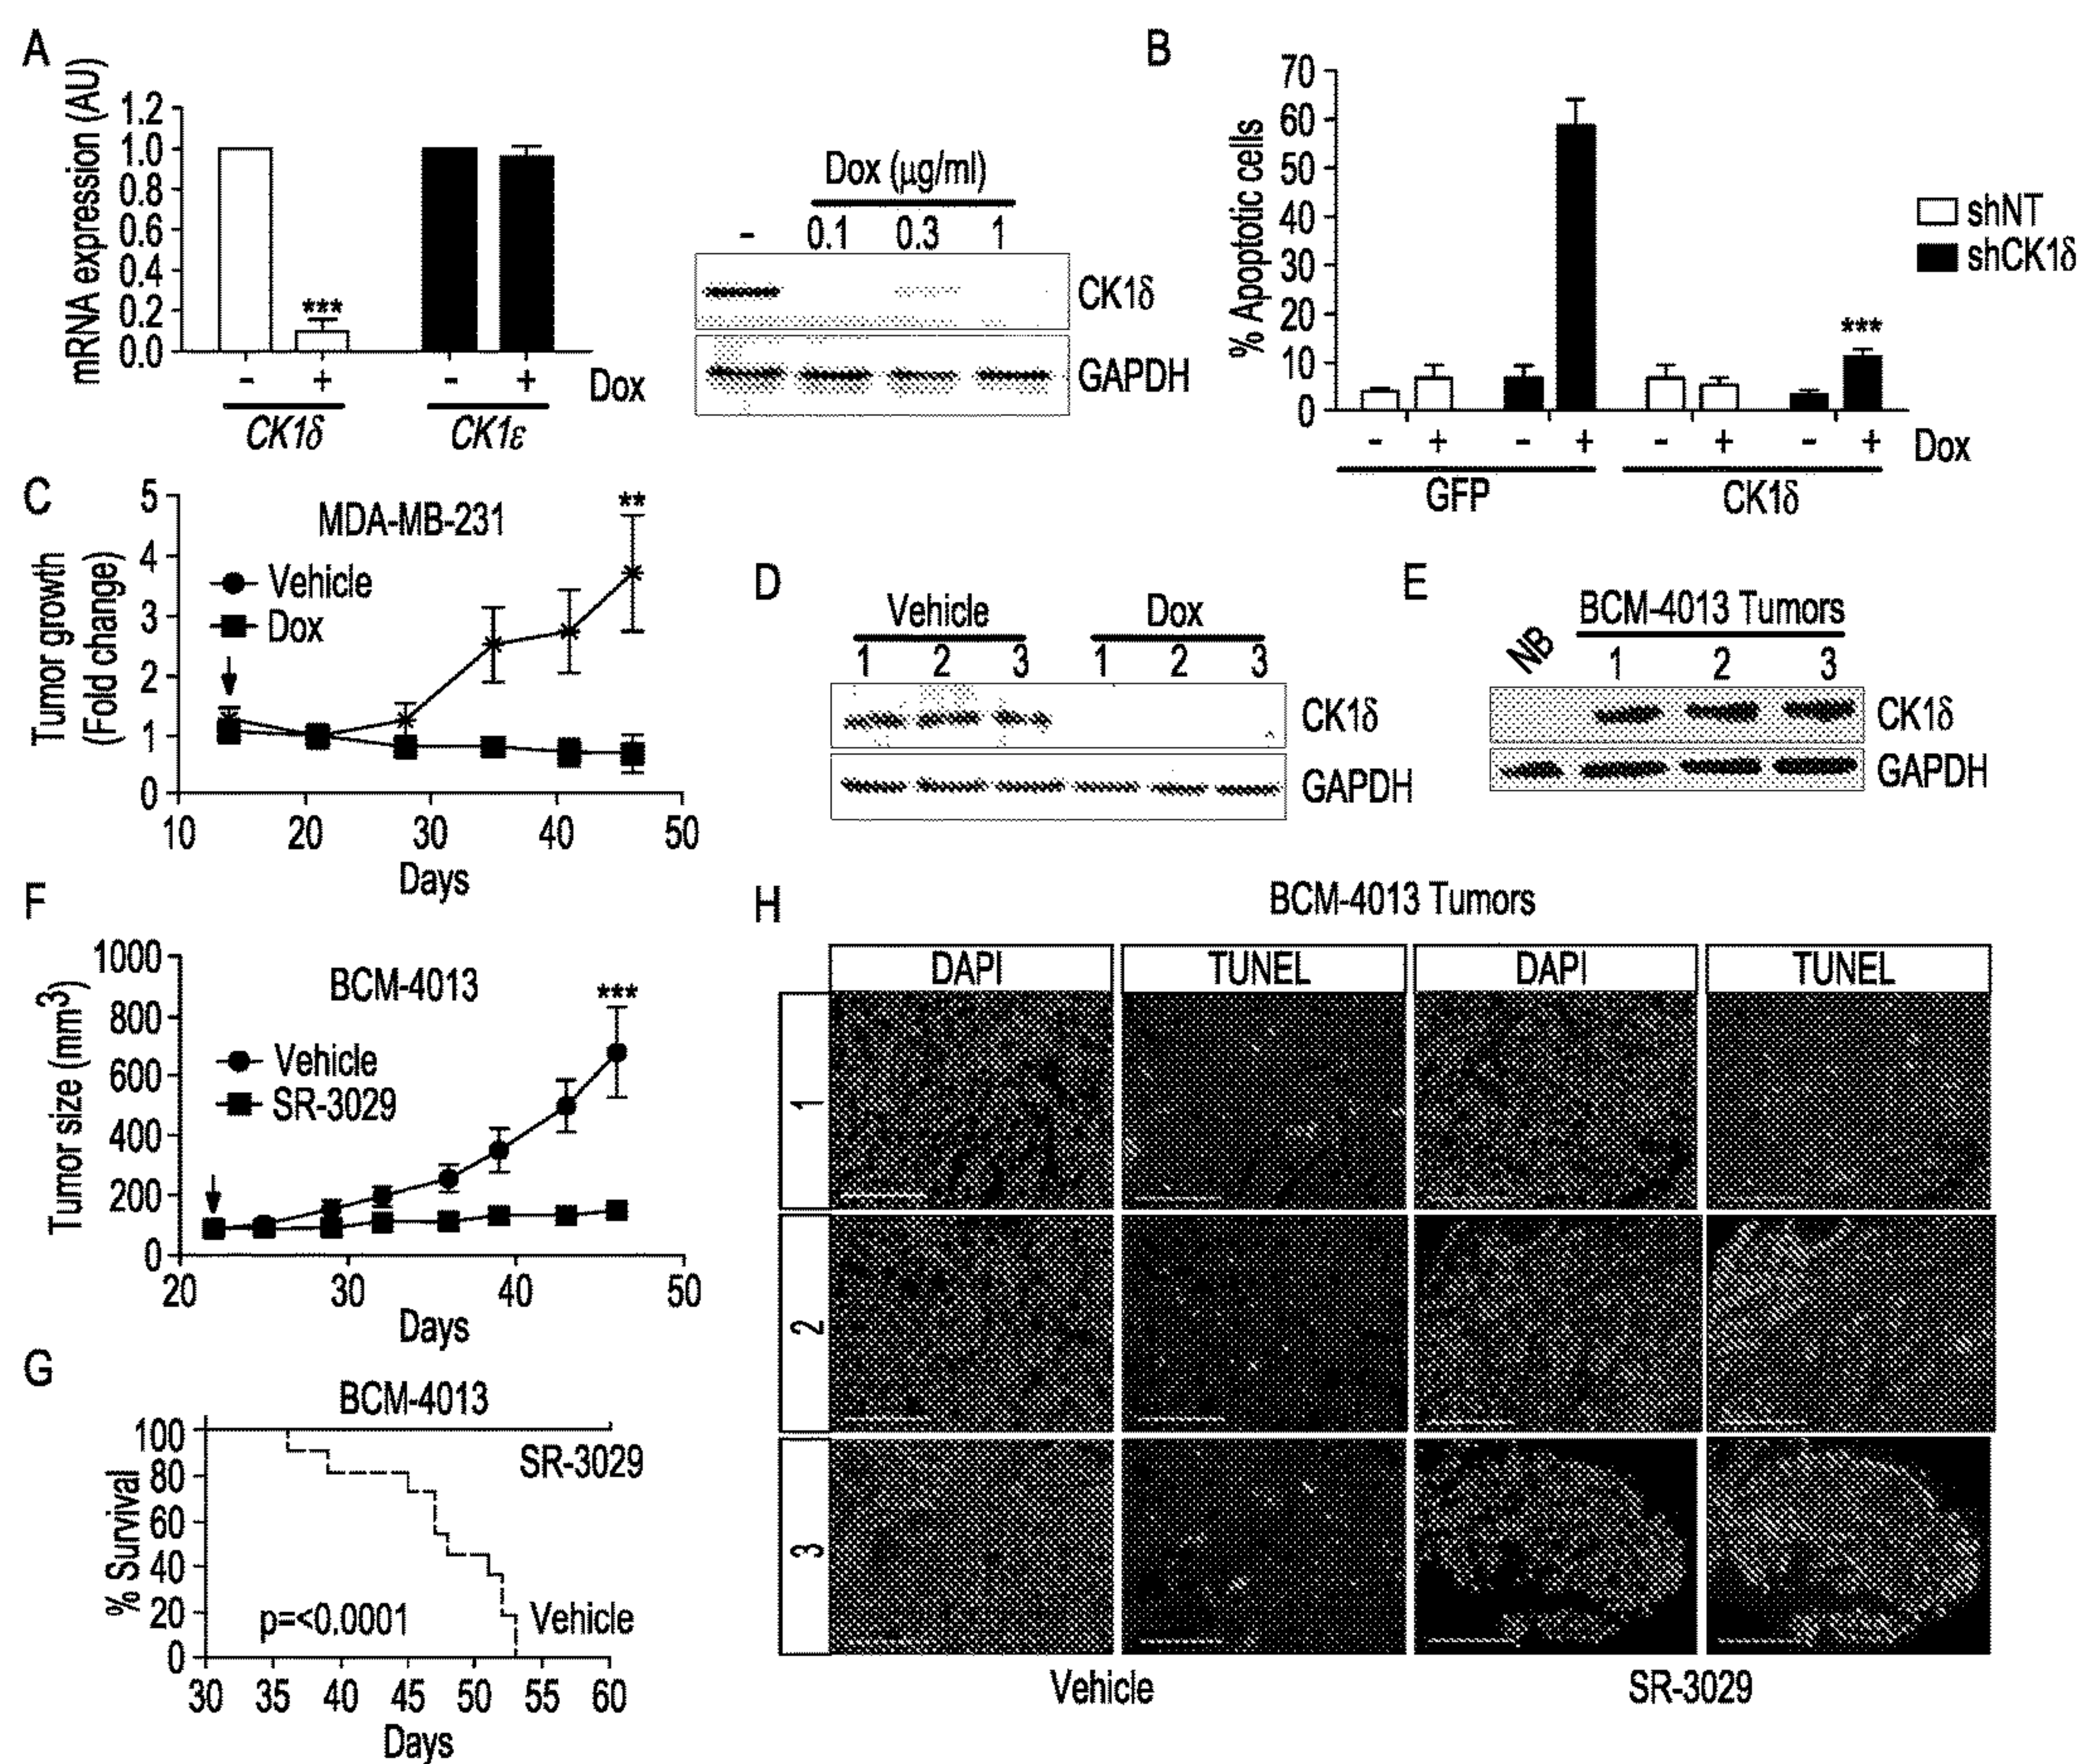 A
mRNA expression (AU)
1.2
1.0
0.8
0.6
0.4
0.2
0.0
***
- + - + Dox
CK1δ CK1ε
Dox (μg/ml)
- 0.1 0.3 1
CK1δ
GAPDH
B
% Apoptotic cells
70
60
50
40
30
20
10
0
***
shNT
shCK1δ
- + - + - + - + Dox
GFP CK1δ
C
Tumor growth
(Fold change)
5
4
3
2
1
0
MDA-MB-231
**
Vehicle
Dox
10 20 30 40 50
Days
D
Vehicle Dox
1 2 3 1 2 3
CK1δ
GAPDH
E
BCM-4013 Tumors
NB 1 2 3
CK1δ
GAPDH
F
Tumor size (mm3)
1000
800
600
400
200
0
BCM-4013
***
Vehicle
SR-3029
20 30 40 50
Days
G
BCM-4013
% Survival
100
80
60
40
20
0
SR-3029
p=<0.0001
Vehicle
30 35 40 45 50 55 60
Days
H
BCM-4013 Tumors
DAPI TUNEL DAPI TUNEL
1
2
3
Vehicle SR-3029